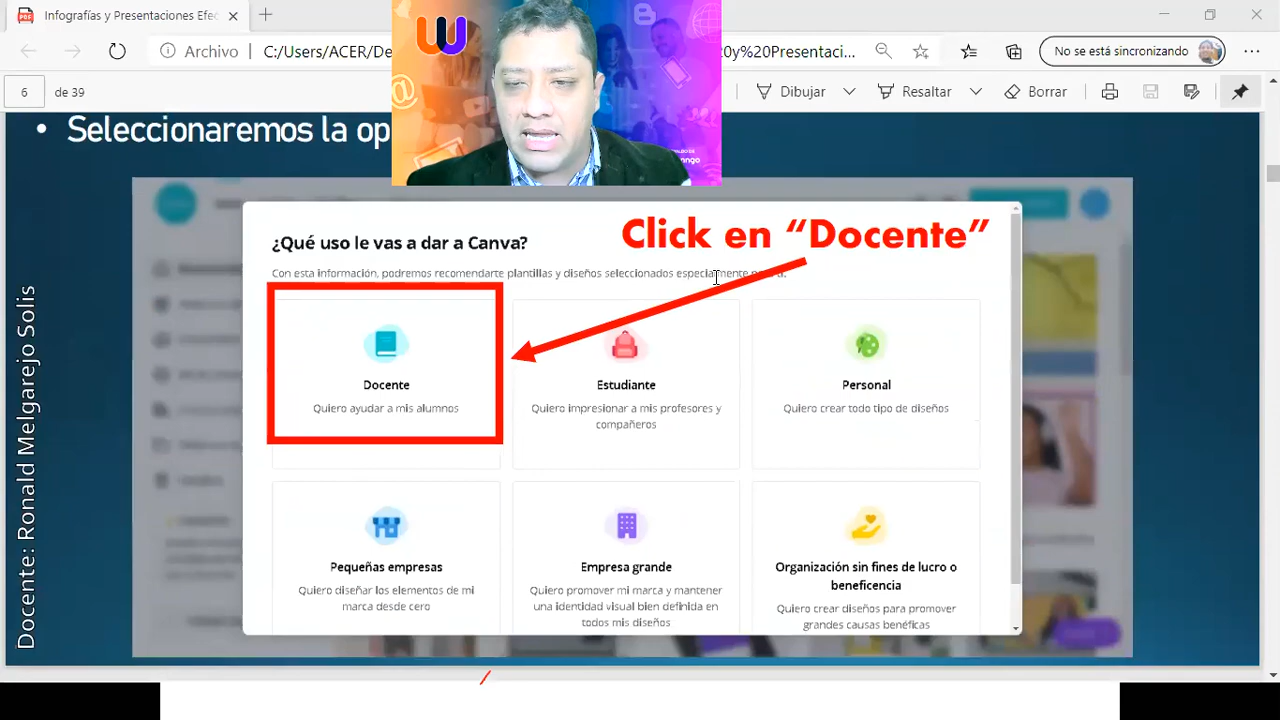 Infografías y Presentaciones Efec
Archivo
C:/Users/ACER/De
0y%20Presentaci...
No se está sincronizando
6
de 39
Dibujar
Resaltar
Borrar
• Seleccionaremos la op
Click en “Docente”
¿Qué uso le vas a dar a Canva?
Con esta información, podremos recomendarte plantillas y diseños seleccionados especialmente para ti.
Docente
Quiero ayudar a mis alumnos
Estudiante
Quiero impresionar a mis profesores y
compañeros
Personal
Quiero crear todo tipo de diseños
Pequeñas empresas
Quiero diseñar los elementos de mi
marca desde cero
Empresa grande
Quiero promover mi marca y mantener
una identidad visual bien definida en
todos mis diseños
Organización sin fines de lucro o
beneficencia
Quiero crear diseños para promover
grandes causas benéficas
Docente: Ronald Melgarejo Solis